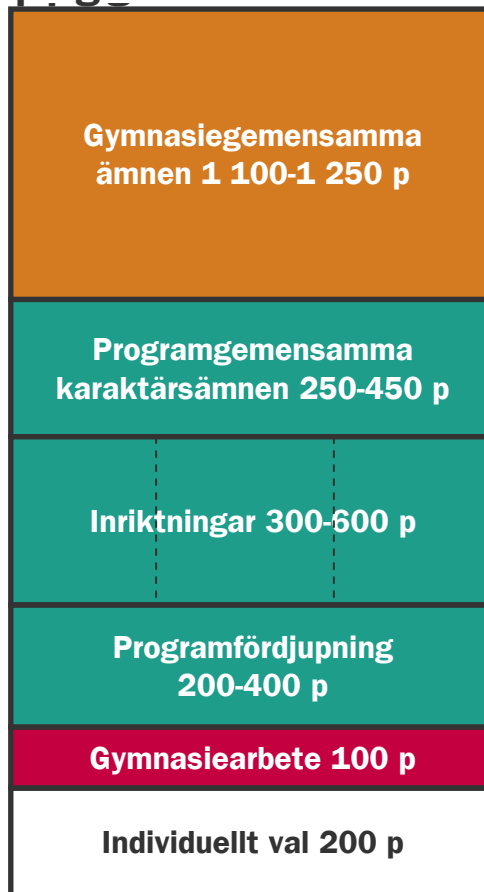 Gymnasiegemensamma
ämnen 1 100-1 250 p
Programgemensamma
karaktärsämnen 250-450 p
Inriktningar 300-600 p
Programfördjupning
200-400 p
Gymnasiearbete 100 p
Individuellt val 200 p